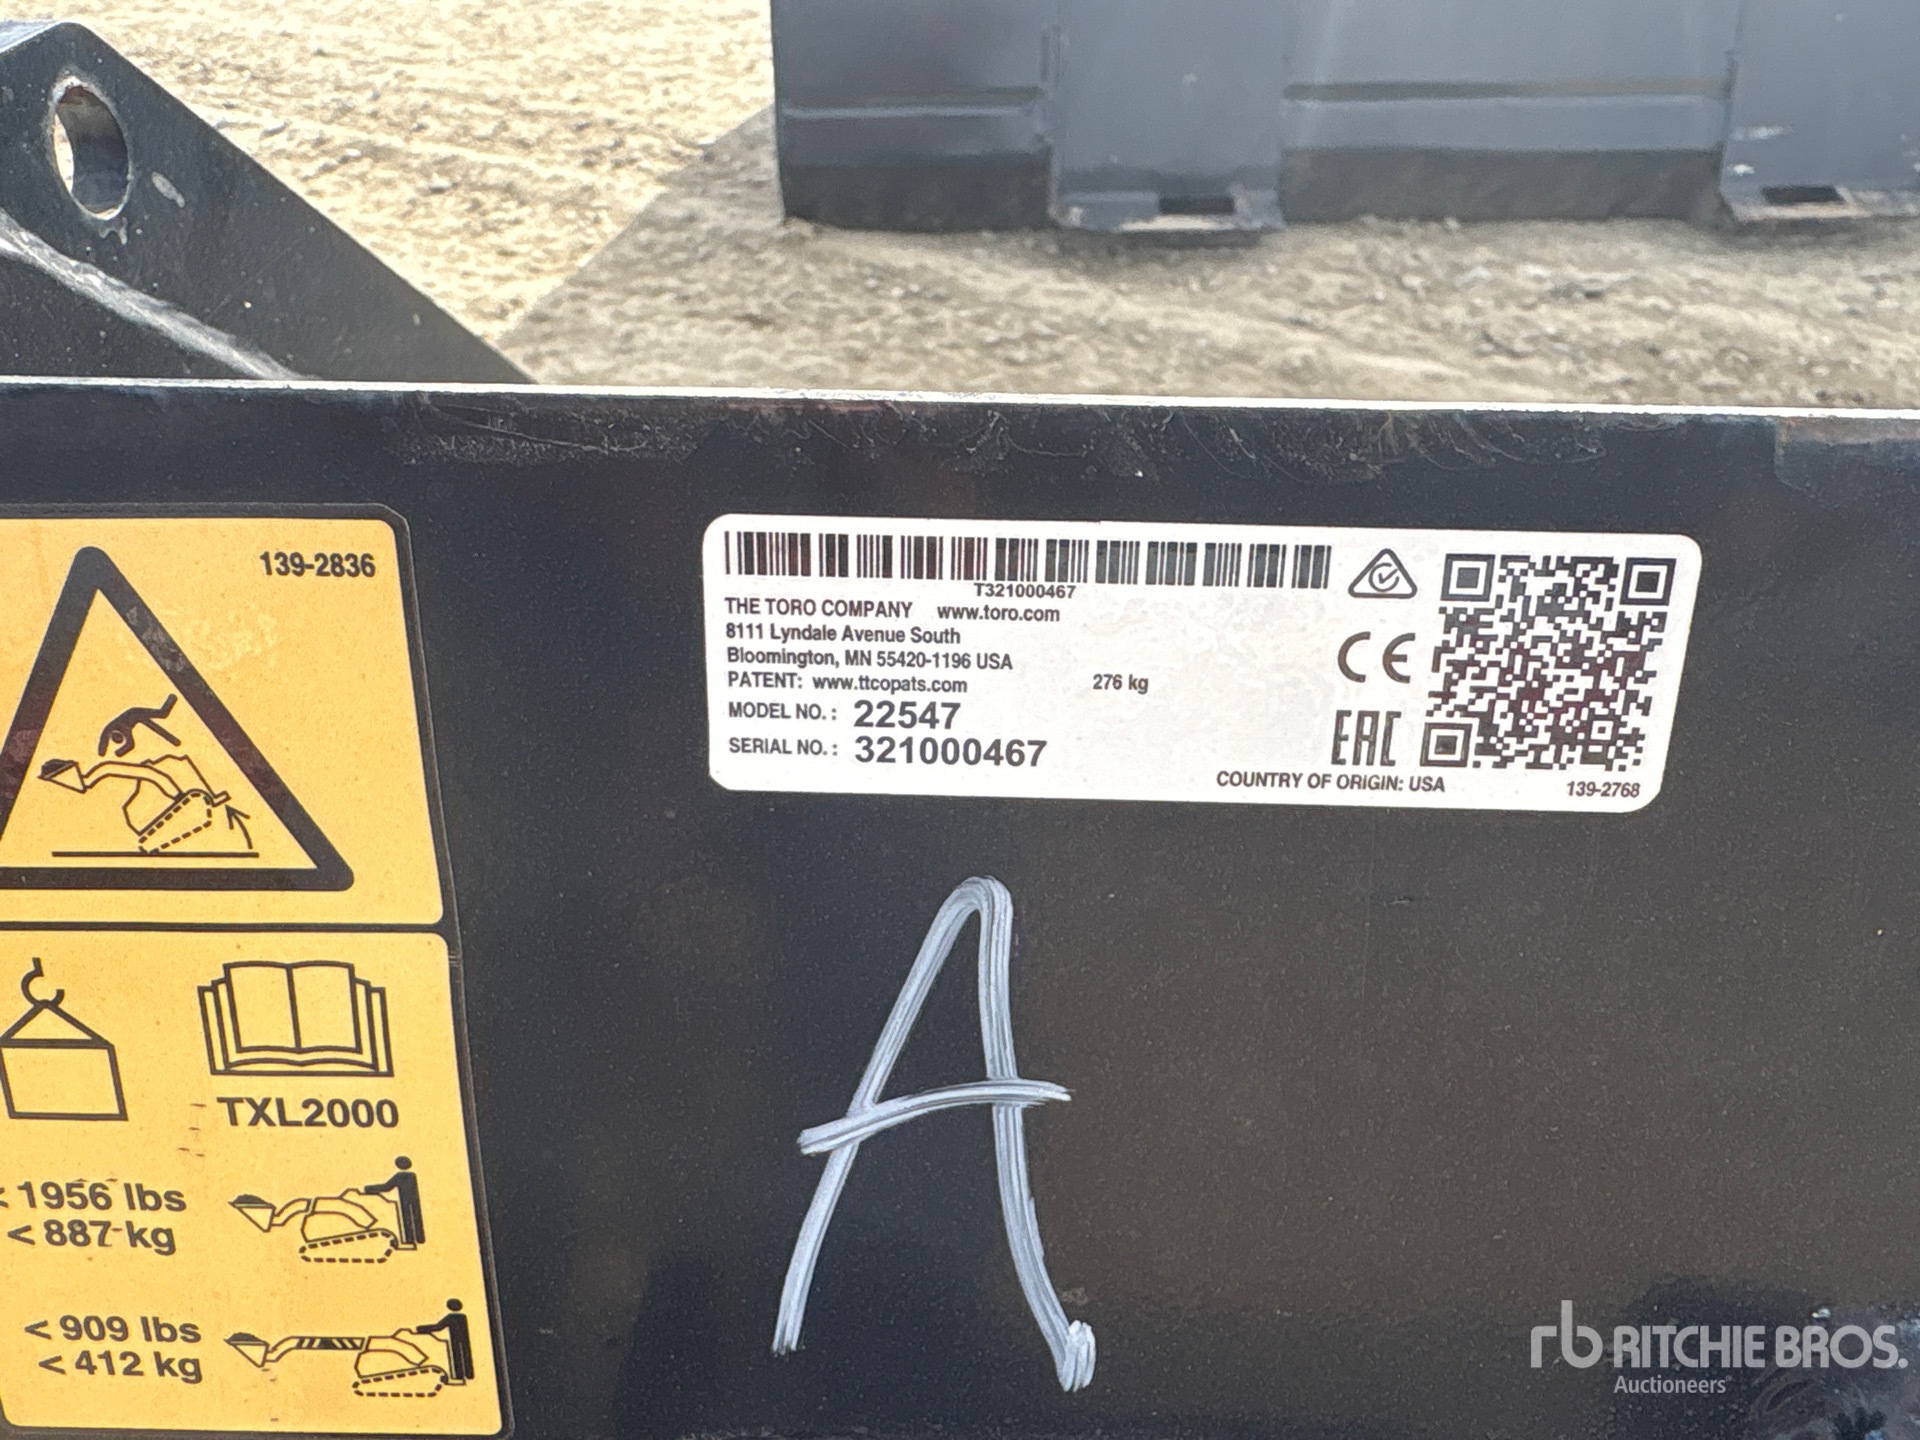 139-2836
TXL2000
< 1956 lbs
< 887 kg
< 909 lbs
< 412 kg
T321000467
THE TORO COMPANY www.toro.com
8111 Lyndale Avenue South
Bloomington, MN 55420-1196 USA
PATENT: www.ttcopats.com 276 kg
MODEL NO.: 22547
SERIAL NO.: 321000467
CE
EAC
COUNTRY OF ORIGIN: USA
139-2768
A
rb RITCHIE BROS.
Auctioneers